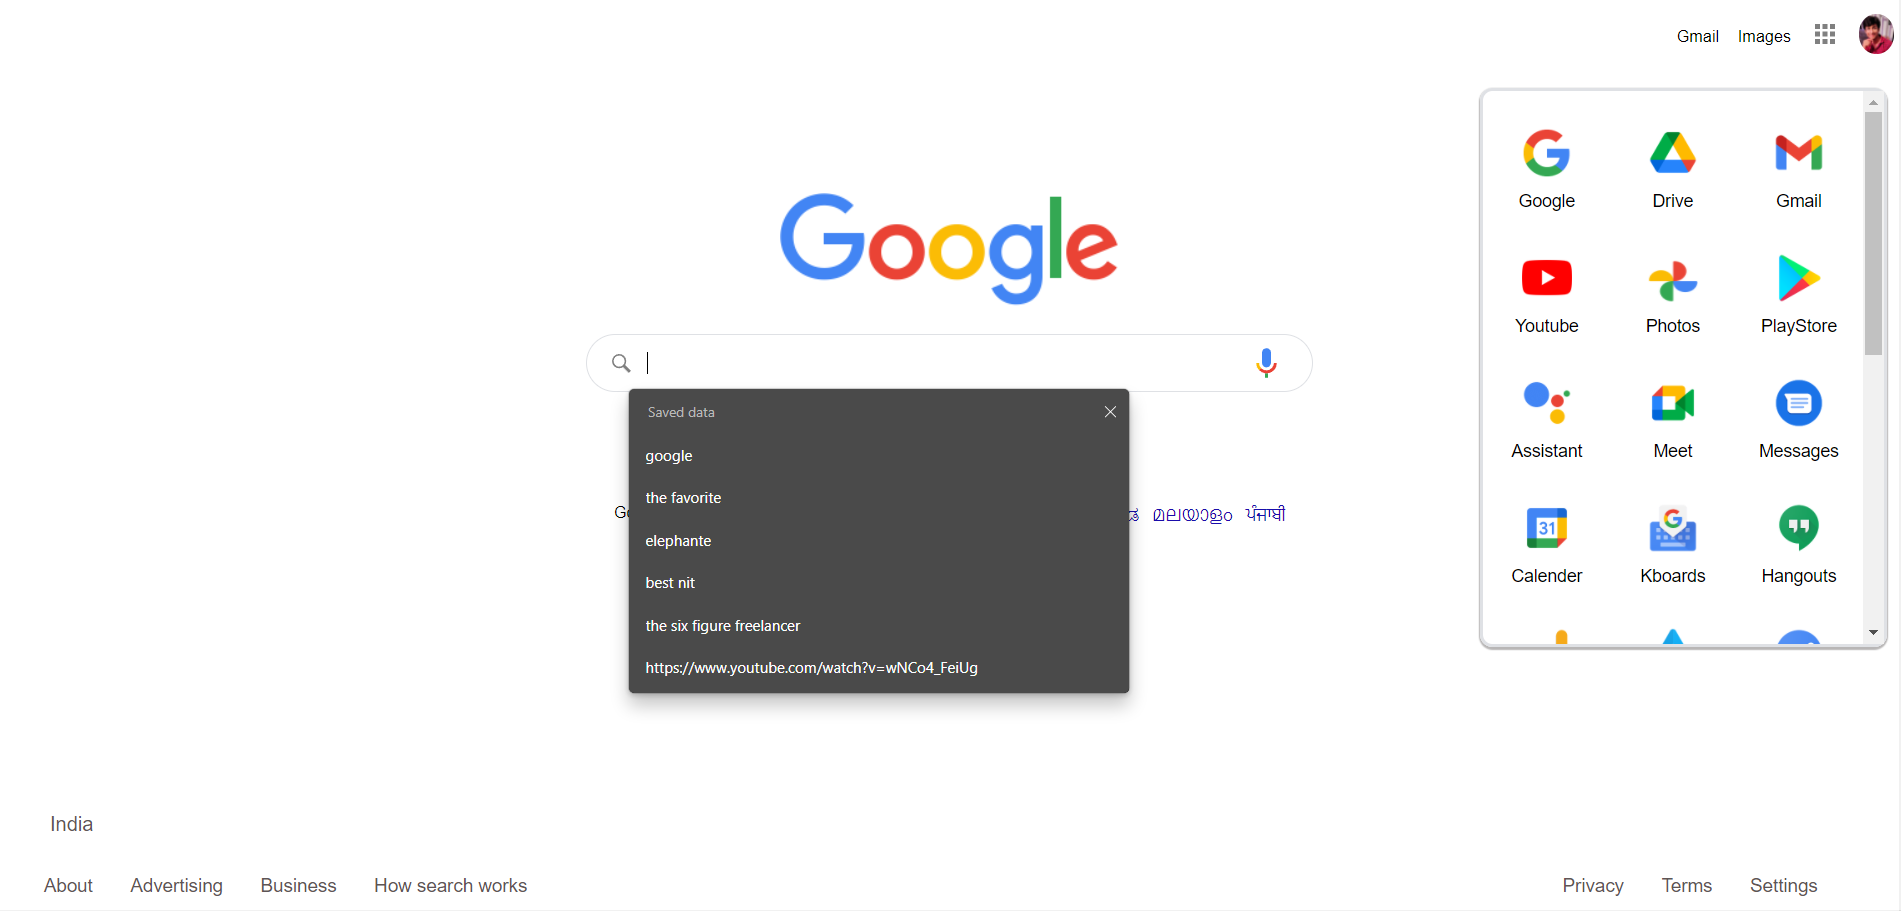 Gmail Images
Google Drive Gmail
Google
Youtube Photos PlayStore
Saved data
google
Assistant Meet Messages
the favorite
മലയാളം ਪੰਜਾਬੀ
31
elephante
Calender Kboards Hangouts
best nit
the six figure freelancer
https://www.youtube.com/watch?v=wNCo4_FeiUg
India
About Advertising Business How search works
Privacy Terms Settings